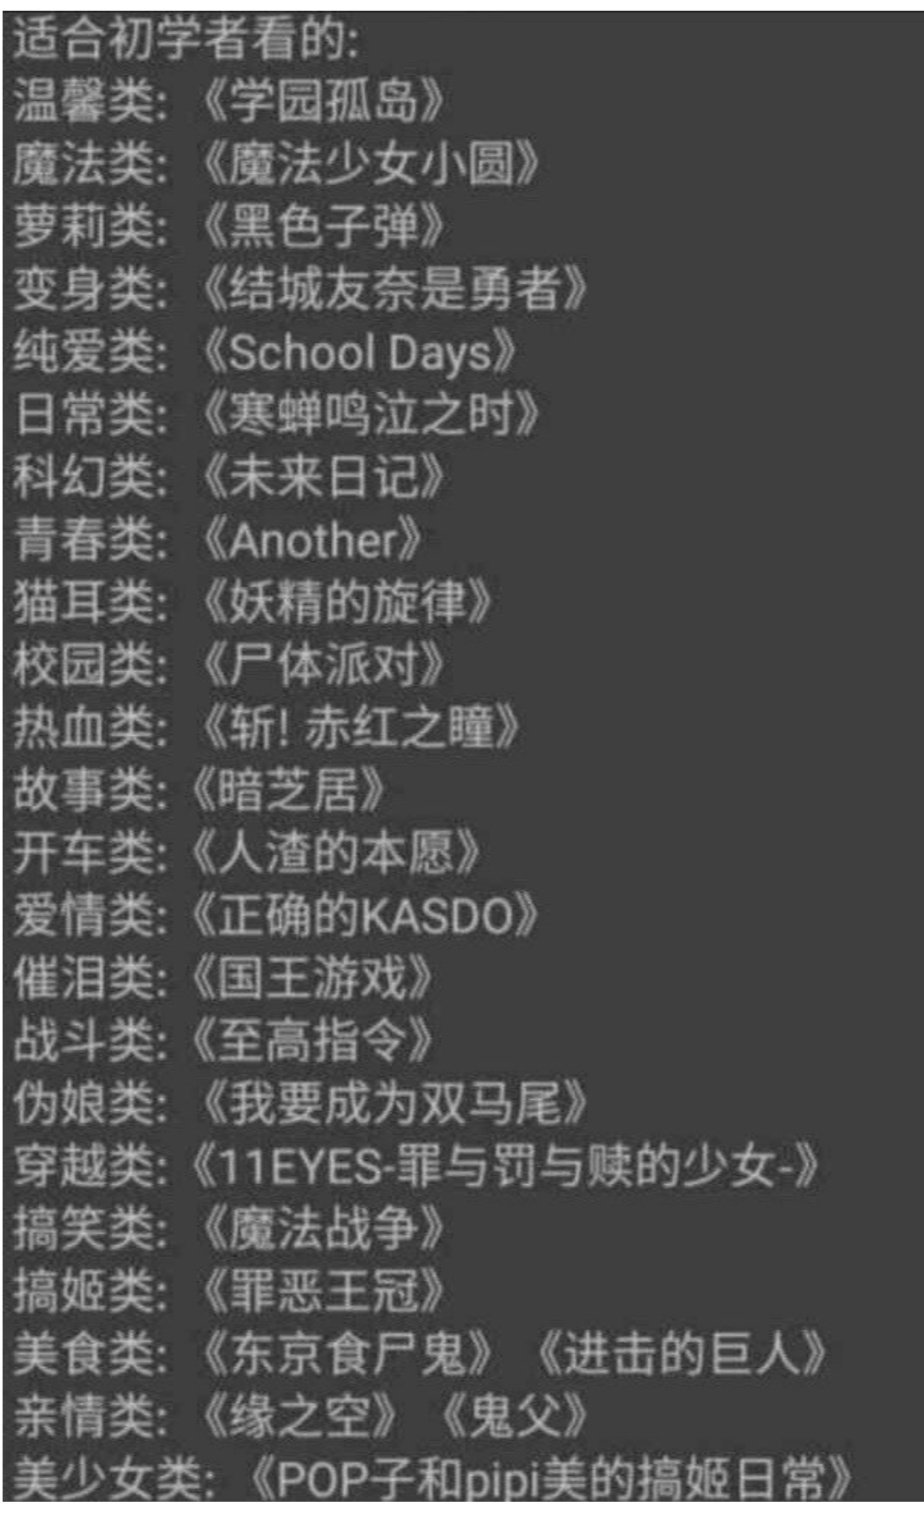 适合初学者看的:
温馨类: 《学园孤岛》
魔法类: 《魔法少女小圆》
萝莉类: 《黑色子弹》
变身类: 《结城友奈是勇者》
纯爱类: 《School Days》
日常类: 《寒蝉鸣泣之时》
科幻类: 《未来日记》
青春类: 《Another》
猫耳类: 《妖精的旋律》
校园类: 《尸体派对》
热血类: 《斩! 赤红之瞳》
故事类:《暗芝居》
开车类:《人渣的本愿》
爱情类:《正确的KASDO》
催泪类:《国王游戏》
战斗类:《至高指令》
伪娘类: 《我要成为双马尾》
穿越类:《11EYES-罪与罚与赎的少女-》
搞笑类: 《魔法战争》
搞姬类: 《罪恶王冠》
美食类: 《东京食尸鬼》 《进击的巨人》
亲情类: 《缘之空》 《鬼父》
美少女类: 《POP子和pipi美的搞姬日常》